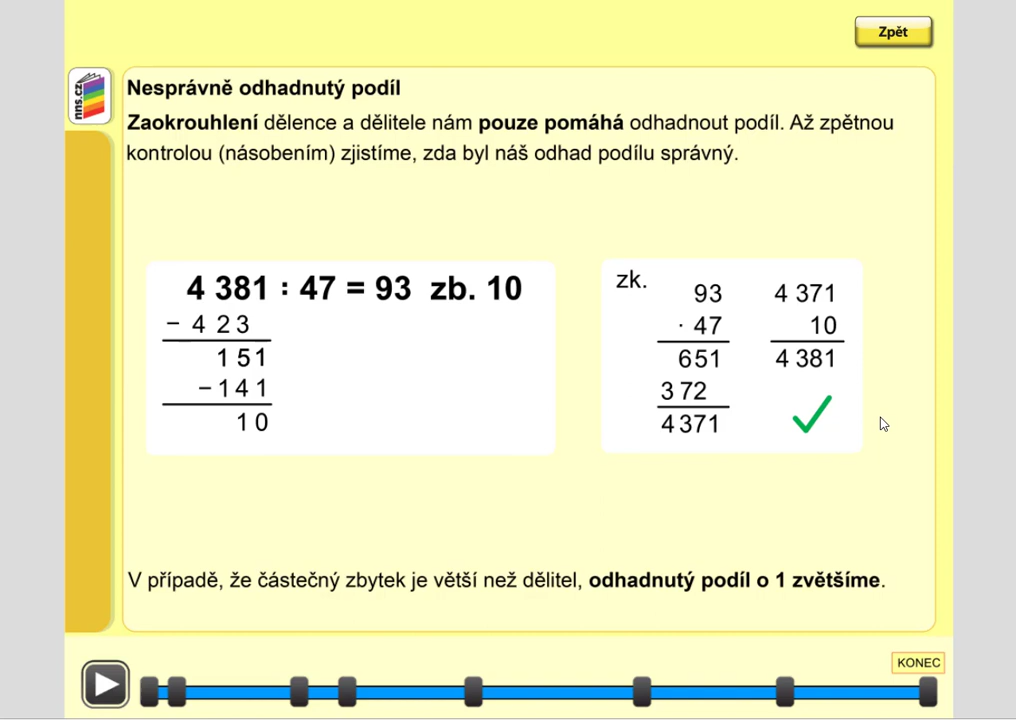 Zpět
nns.cz
Nesprávně odhadnutý podíl
Zaokrouhlení dělence a dělitele nám pouze pomáhá odhadnout podíl. Až zpětnou
kontrolou (násobením) zjistíme, zda byl náš odhad podílu správný.
4 381 : 47 = 93 zb. 10
− 4 2 3
1 5 1
− 1 4 1
1 0
zk.
93
· 47
651
3 72
4 371
4 371
10
4 381
V případě, že částečný zbytek je větší než dělitel, odhadnutý podíl o 1 zvětšíme.
KONEC